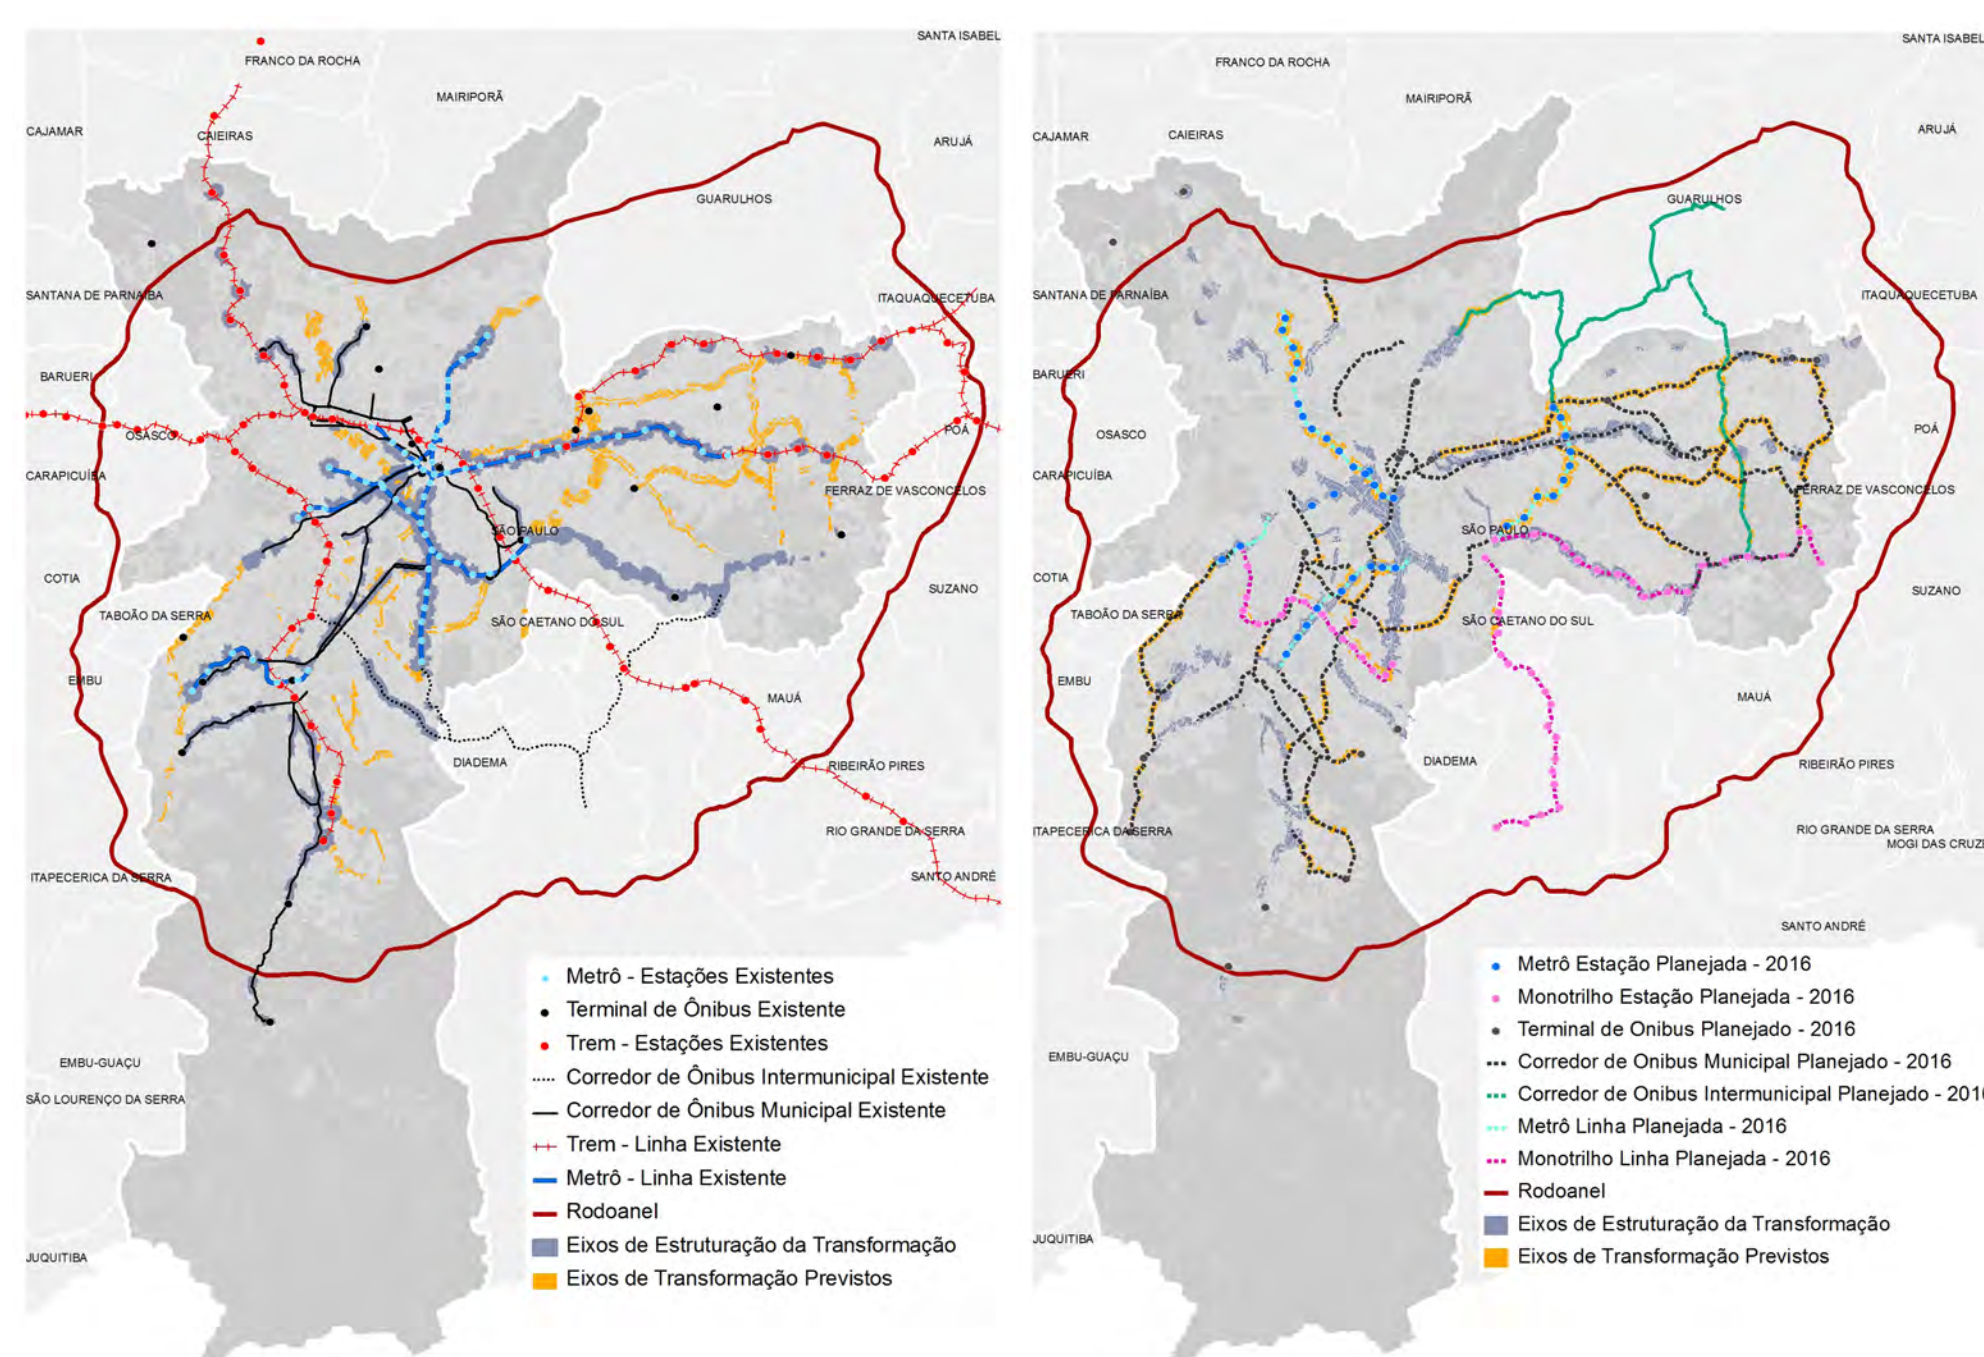 SANTA ISABEL
FRANCO DA ROCHA
MAIRIPORÃ
CAJAMAR
CAIEIRAS
ARUJÁ
GUARULHOS
SANTANA DE PARNAÍBA
ITAQUAQUECETUBA
BARUERI
OSASCO
POÁ
CARAPICUÍBA
FERRAZ DE VASCONCELOS
SÃO PAULO
COTIA
SUZANO
TABOÃO DA SERRA
SÃO CAETANO DO SUL
EMBU
MAUÁ
DIADEMA
RIBEIRÃO PIRES
RIO GRANDE DA SERRA
ITAPECERICA DA SERRA
SANTO ANDRÉ
EMBU-GUAÇU
SÃO LOURENÇO DA SERRA
JUQUITIBA
Metrô - Estações Existentes
Terminal de Ônibus Existente
Trem - Estações Existentes
Corredor de Ônibus Intermunicipal Existente
Corredor de Ônibus Municipal Existente
Trem - Linha Existente
Metrô - Linha Existente
Rodoanel
Eixos de Estruturação da Transformação
Eixos de Transformação Previstos
SANTA ISABEL
FRANCO DA ROCHA
MAIRIPORÃ
CAJAMAR
CAIEIRAS
ARUJÁ
GUARULHOS
SANTANA DE PARNAÍBA
ITAQUAQUECETUBA
BARUERI
OSASCO
POÁ
CARAPICUÍBA
FERRAZ DE VASCONCELOS
SÃO PAULO
COTIA
SUZANO
TABOÃO DA SERRA
SÃO CAETANO DO SUL
EMBU
MAUÁ
DIADEMA
RIBEIRÃO PIRES
ITAPECERICA DA SERRA
RIO GRANDE DA SERRA
MOGI DAS CRUZ
SANTO ANDRÉ
EMBU-GUAÇU
JUQUITIBA
Metrô Estação Planejada - 2016
Monotrilho Estação Planejada - 2016
Terminal de Onibus Planejado - 2016
Corredor de Onibus Municipal Planejado - 2016
Corredor de Onibus Intermunicipal Planejado - 2016
Metrô Linha Planejada - 2016
Monotrilho Linha Planejada - 2016
Rodoanel
Eixos de Estruturação da Transformação
Eixos de Transformação Previstos